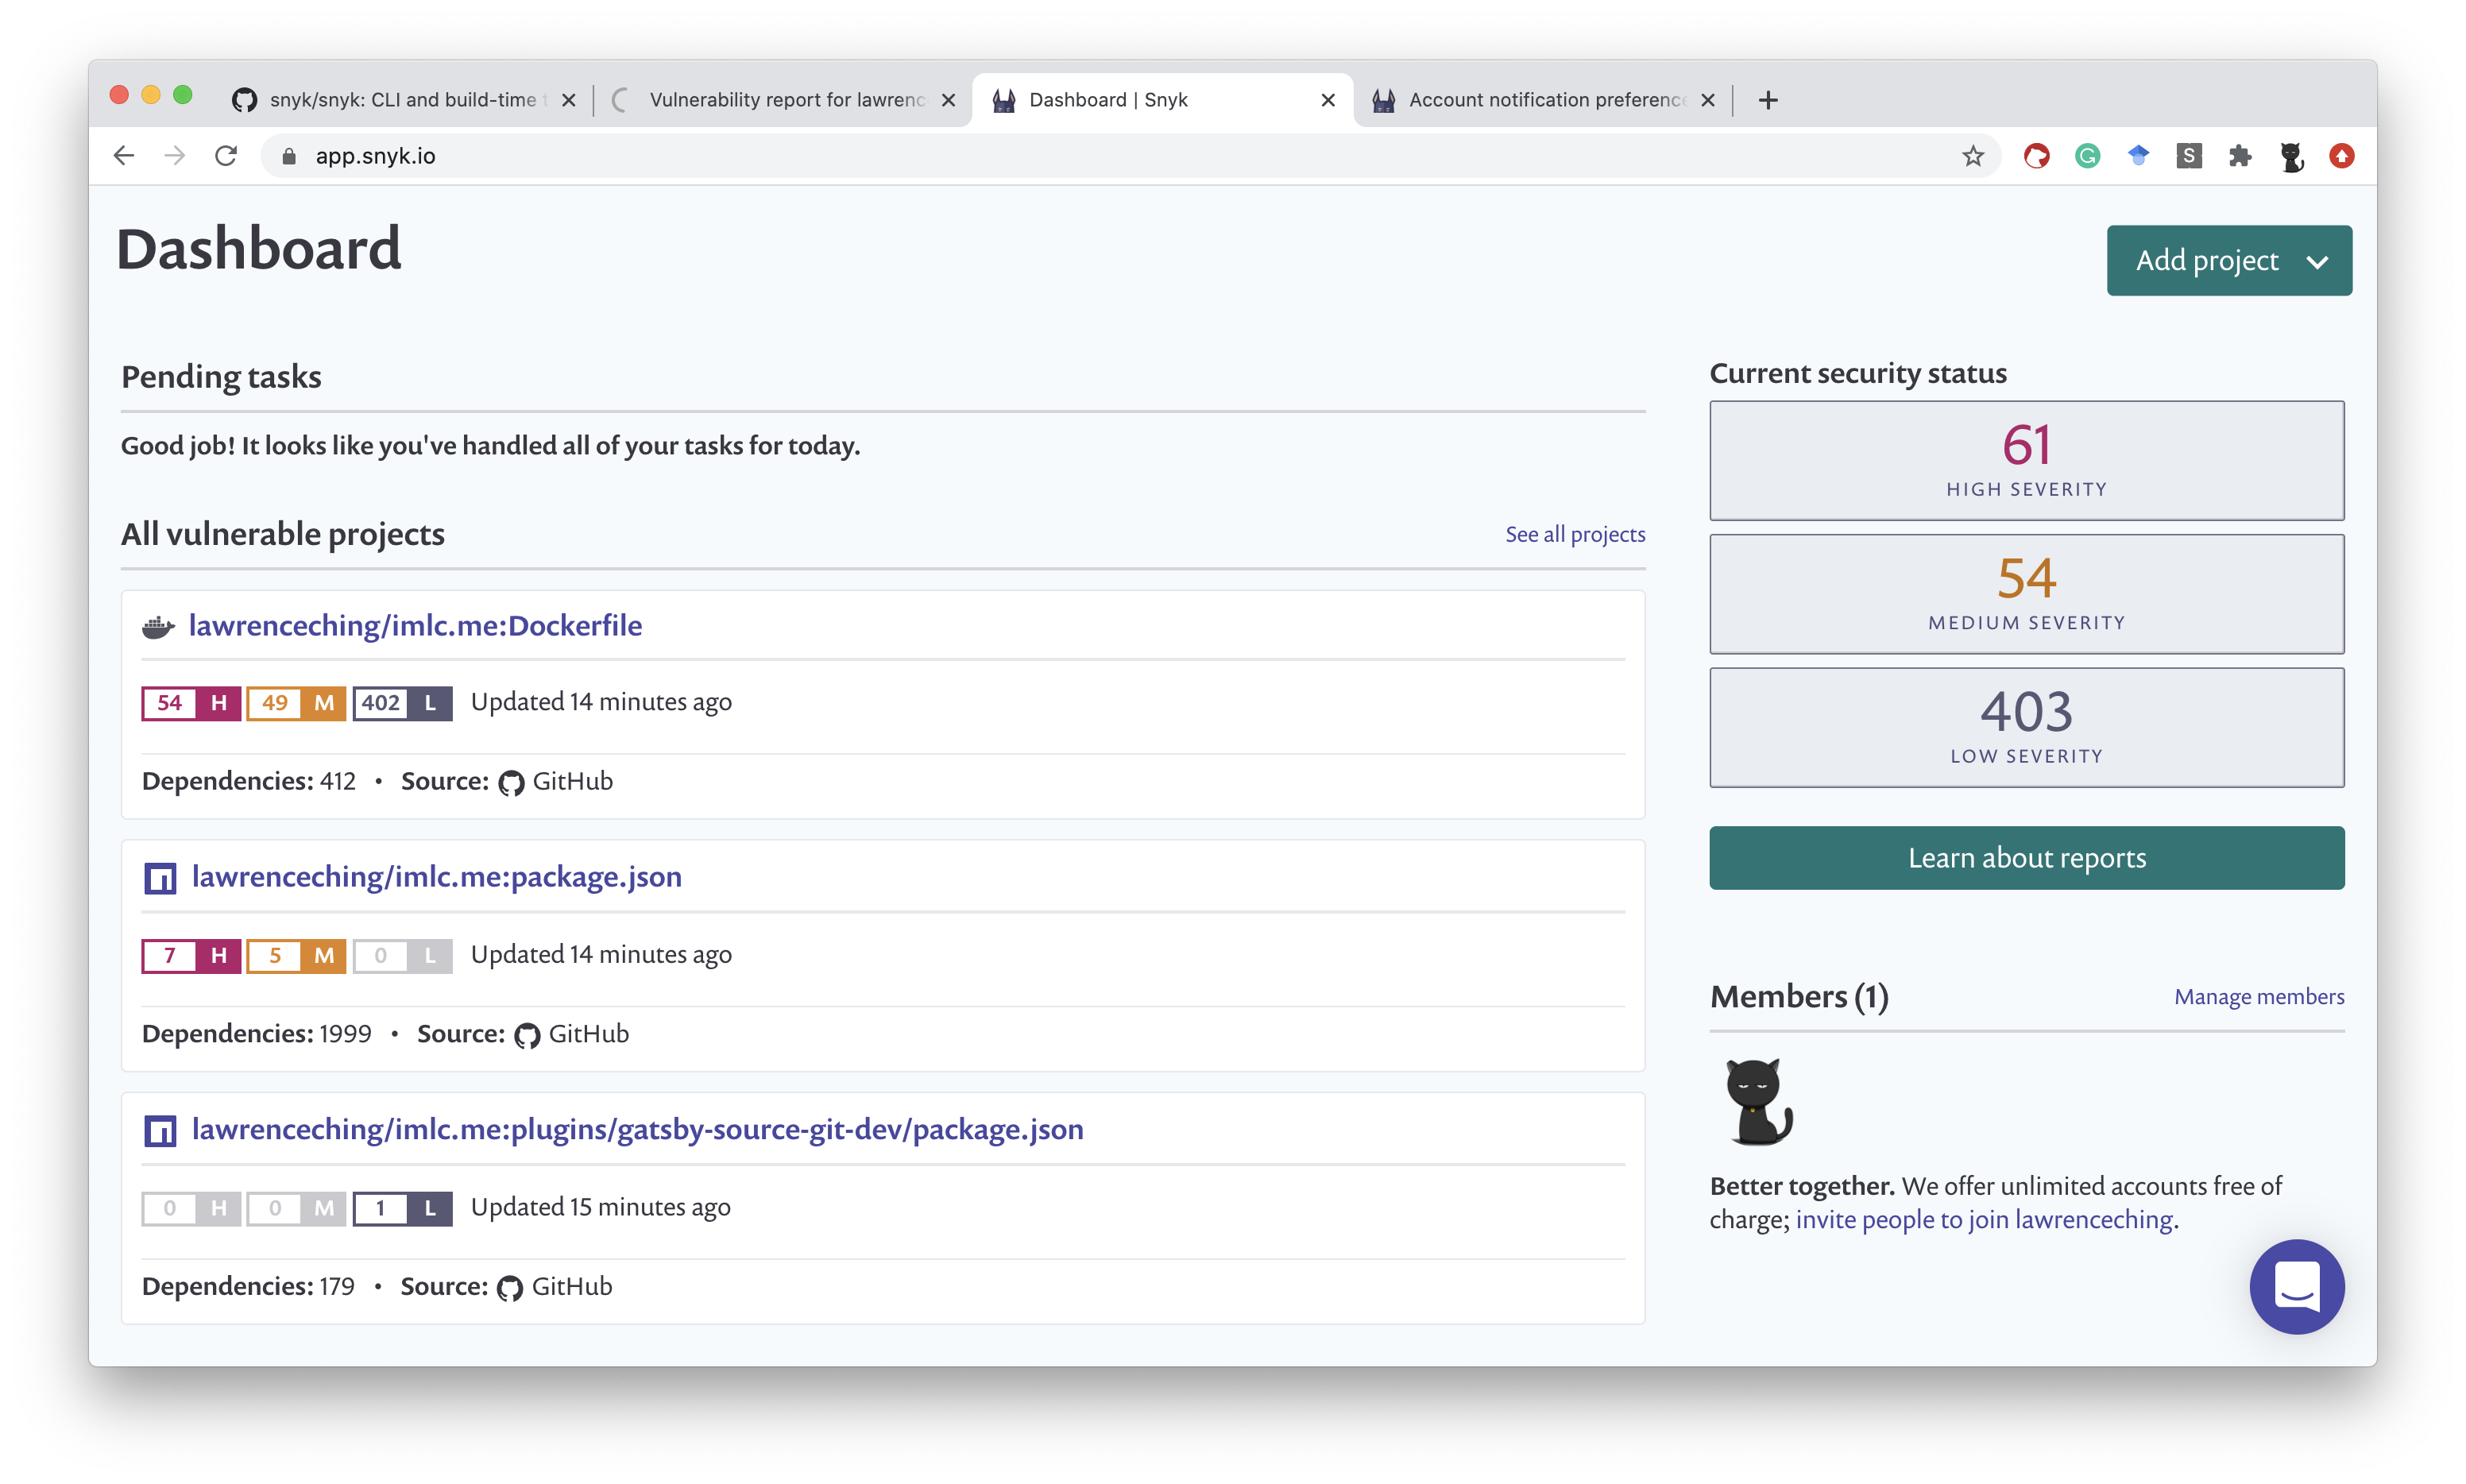 snyk/snyk: CLI and build-time
Vulnerability report for lawrenc
Dashboard | Snyk
Account notification preference
app.snyk.io
S
Dashboard
Add project
Pending tasks
Good job! It looks like you've handled all of your tasks for today.
All vulnerable projects
See all projects
lawrenceching/imlc.me:Dockerfile
54 H 49 M 402 L Updated 14 minutes ago
Dependencies: 412 • Source: GitHub
lawrenceching/imlc.me:package.json
7 H 5 M 0 L Updated 14 minutes ago
Dependencies: 1999 • Source: GitHub
lawrenceching/imlc.me:plugins/gatsby-source-git-dev/package.json
0 H 0 M 1 L Updated 15 minutes ago
Dependencies: 179 • Source: GitHub
Current security status
61
HIGH SEVERITY
54
MEDIUM SEVERITY
403
LOW SEVERITY
Learn about reports
Members (1)
Manage members
Better together. We offer unlimited accounts free of
charge; invite people to join lawrenceching.